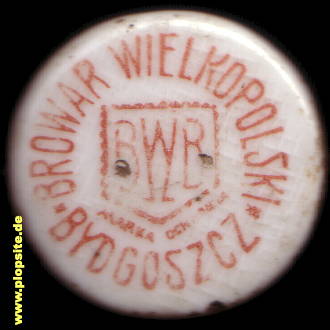 BROWAR WIELKOPOLSKI
BWB
MARKA OCHRONNA
* BYDGOSZCZ *
www.plopsite.de